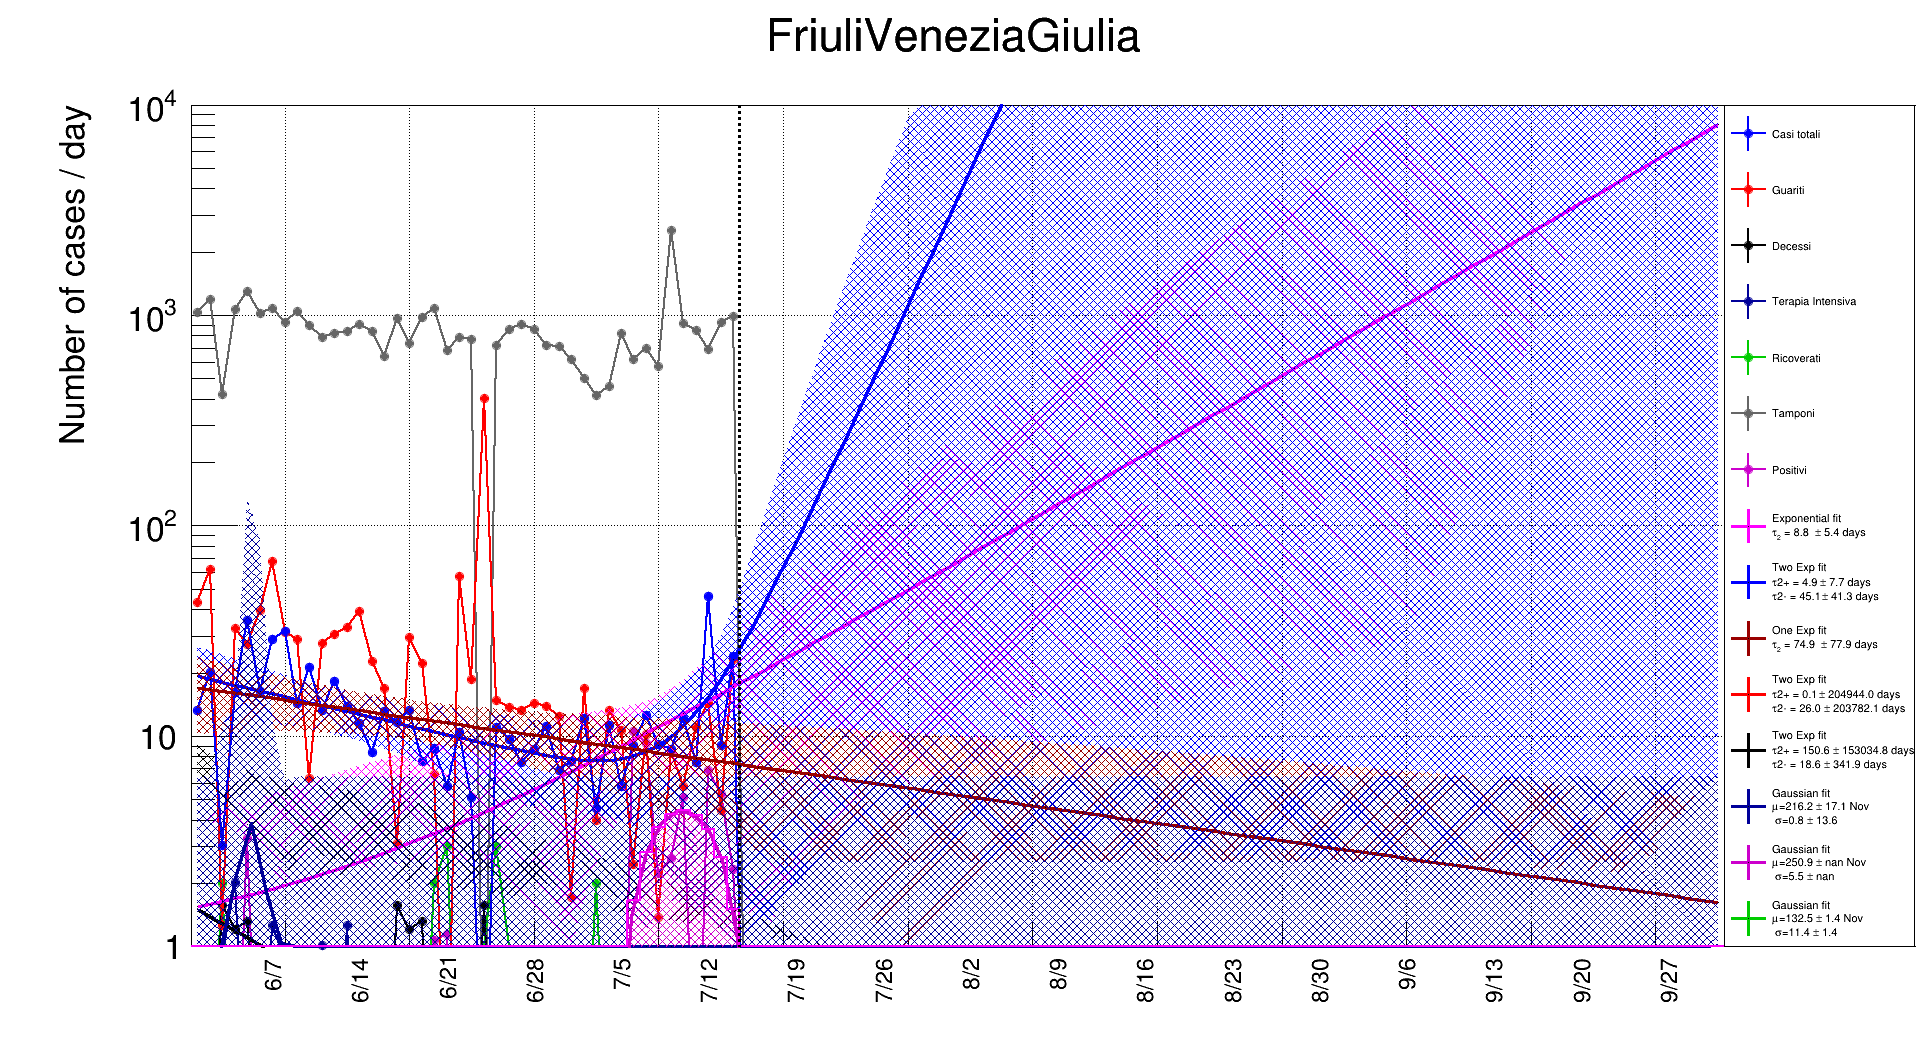 FriuliVeneziaGiulia
Number of cases / day
10^4
10^3
10^2
10
1
6/7
6/14
6/21
6/28
7/5
7/12
7/19
7/26
8/2
8/9
8/16
8/23
8/30
9/6
9/13
9/20
9/27
Casi totali
Guariti
Decessi
Terapia Intensiva
Ricoverati
Tamponi
Positivi
Exponential fit
τ₂ = 8.8 ± 5.4 days
Two Exp fit
τ2+ = 4.9 ± 7.7 days
τ2- = 45.1 ± 41.3 days
One Exp fit
τ₂ = 74.9 ± 77.9 days
Two Exp fit
τ2+ = 0.1 ± 204944.0 days
τ2- = 26.0 ± 203782.1 days
Two Exp fit
τ2+ = 150.6 ± 153034.8 days
τ2- = 18.6 ± 341.9 days
Gaussian fit
μ=216.2 ± 17.1 Nov
σ=0.8 ± 13.6
Gaussian fit
μ=250.9 ± nan Nov
σ=5.5 ± nan
Gaussian fit
μ=132.5 ± 1.4 Nov
σ=11.4 ± 1.4